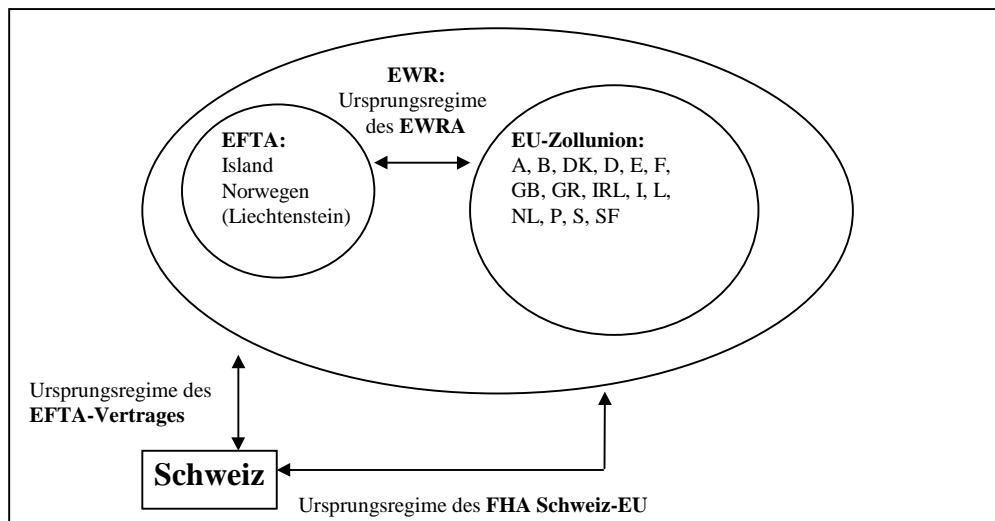 EWR:
Ursprungsregime
des EWRA
EFTA:
Island
Norwegen
(Liechtenstein)
EU-Zollunion:
A, B, DK, D, E, F,
GB, GR, IRL, I, L,
NL, P, S, SF
Ursprungsregime des
EFTA-Vertrages
Schweiz
Ursprungsregime des FHA Schweiz-EU